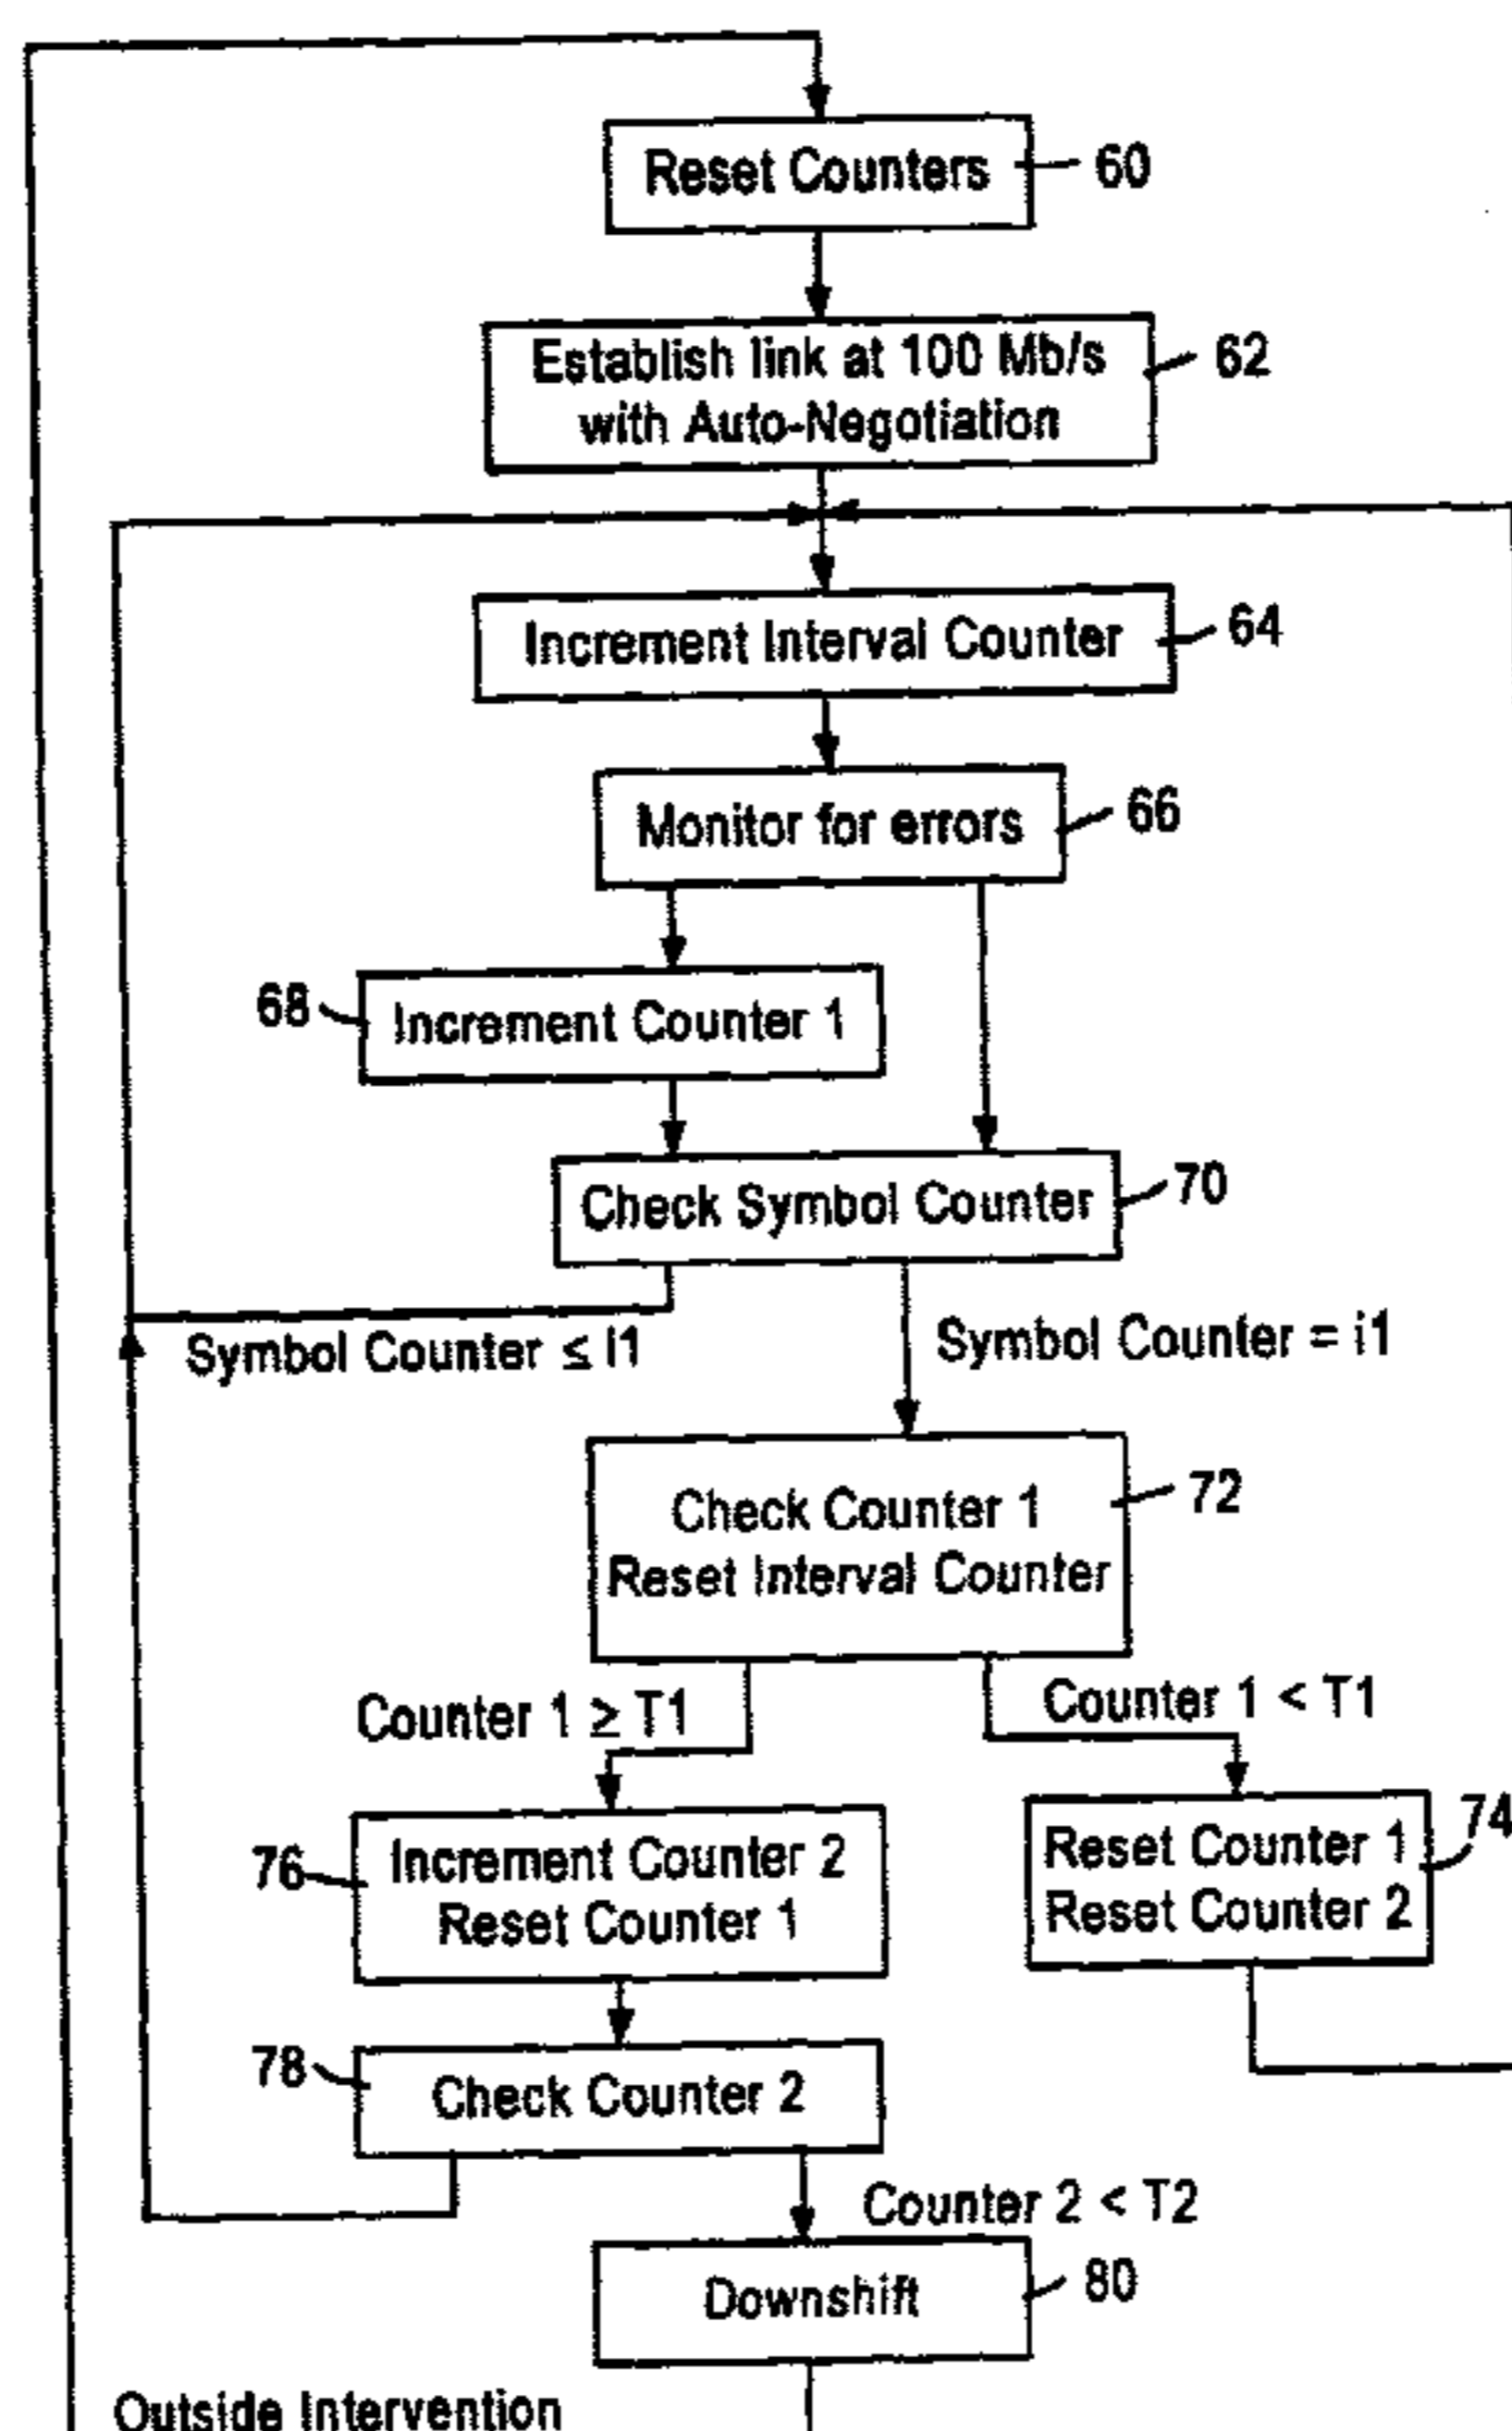 Reset Counters
60
Establish link at 100 Mb/s
with Auto-Negotiation
62
Increment Interval Counter
64
Monitor for errors
66
68
Increment Counter 1
Check Symbol Counter
70
Symbol Counter ≤ i1
Symbol Counter = i1
Check Counter 1
Reset Interval Counter
72
Counter 1 ≥ T1
Counter 1 < T1
76
Increment Counter 2
Reset Counter 1
Reset Counter 1
Reset Counter 2
74
78
Check Counter 2
Counter 2 < T2
Downshift
80
Outside Intervention